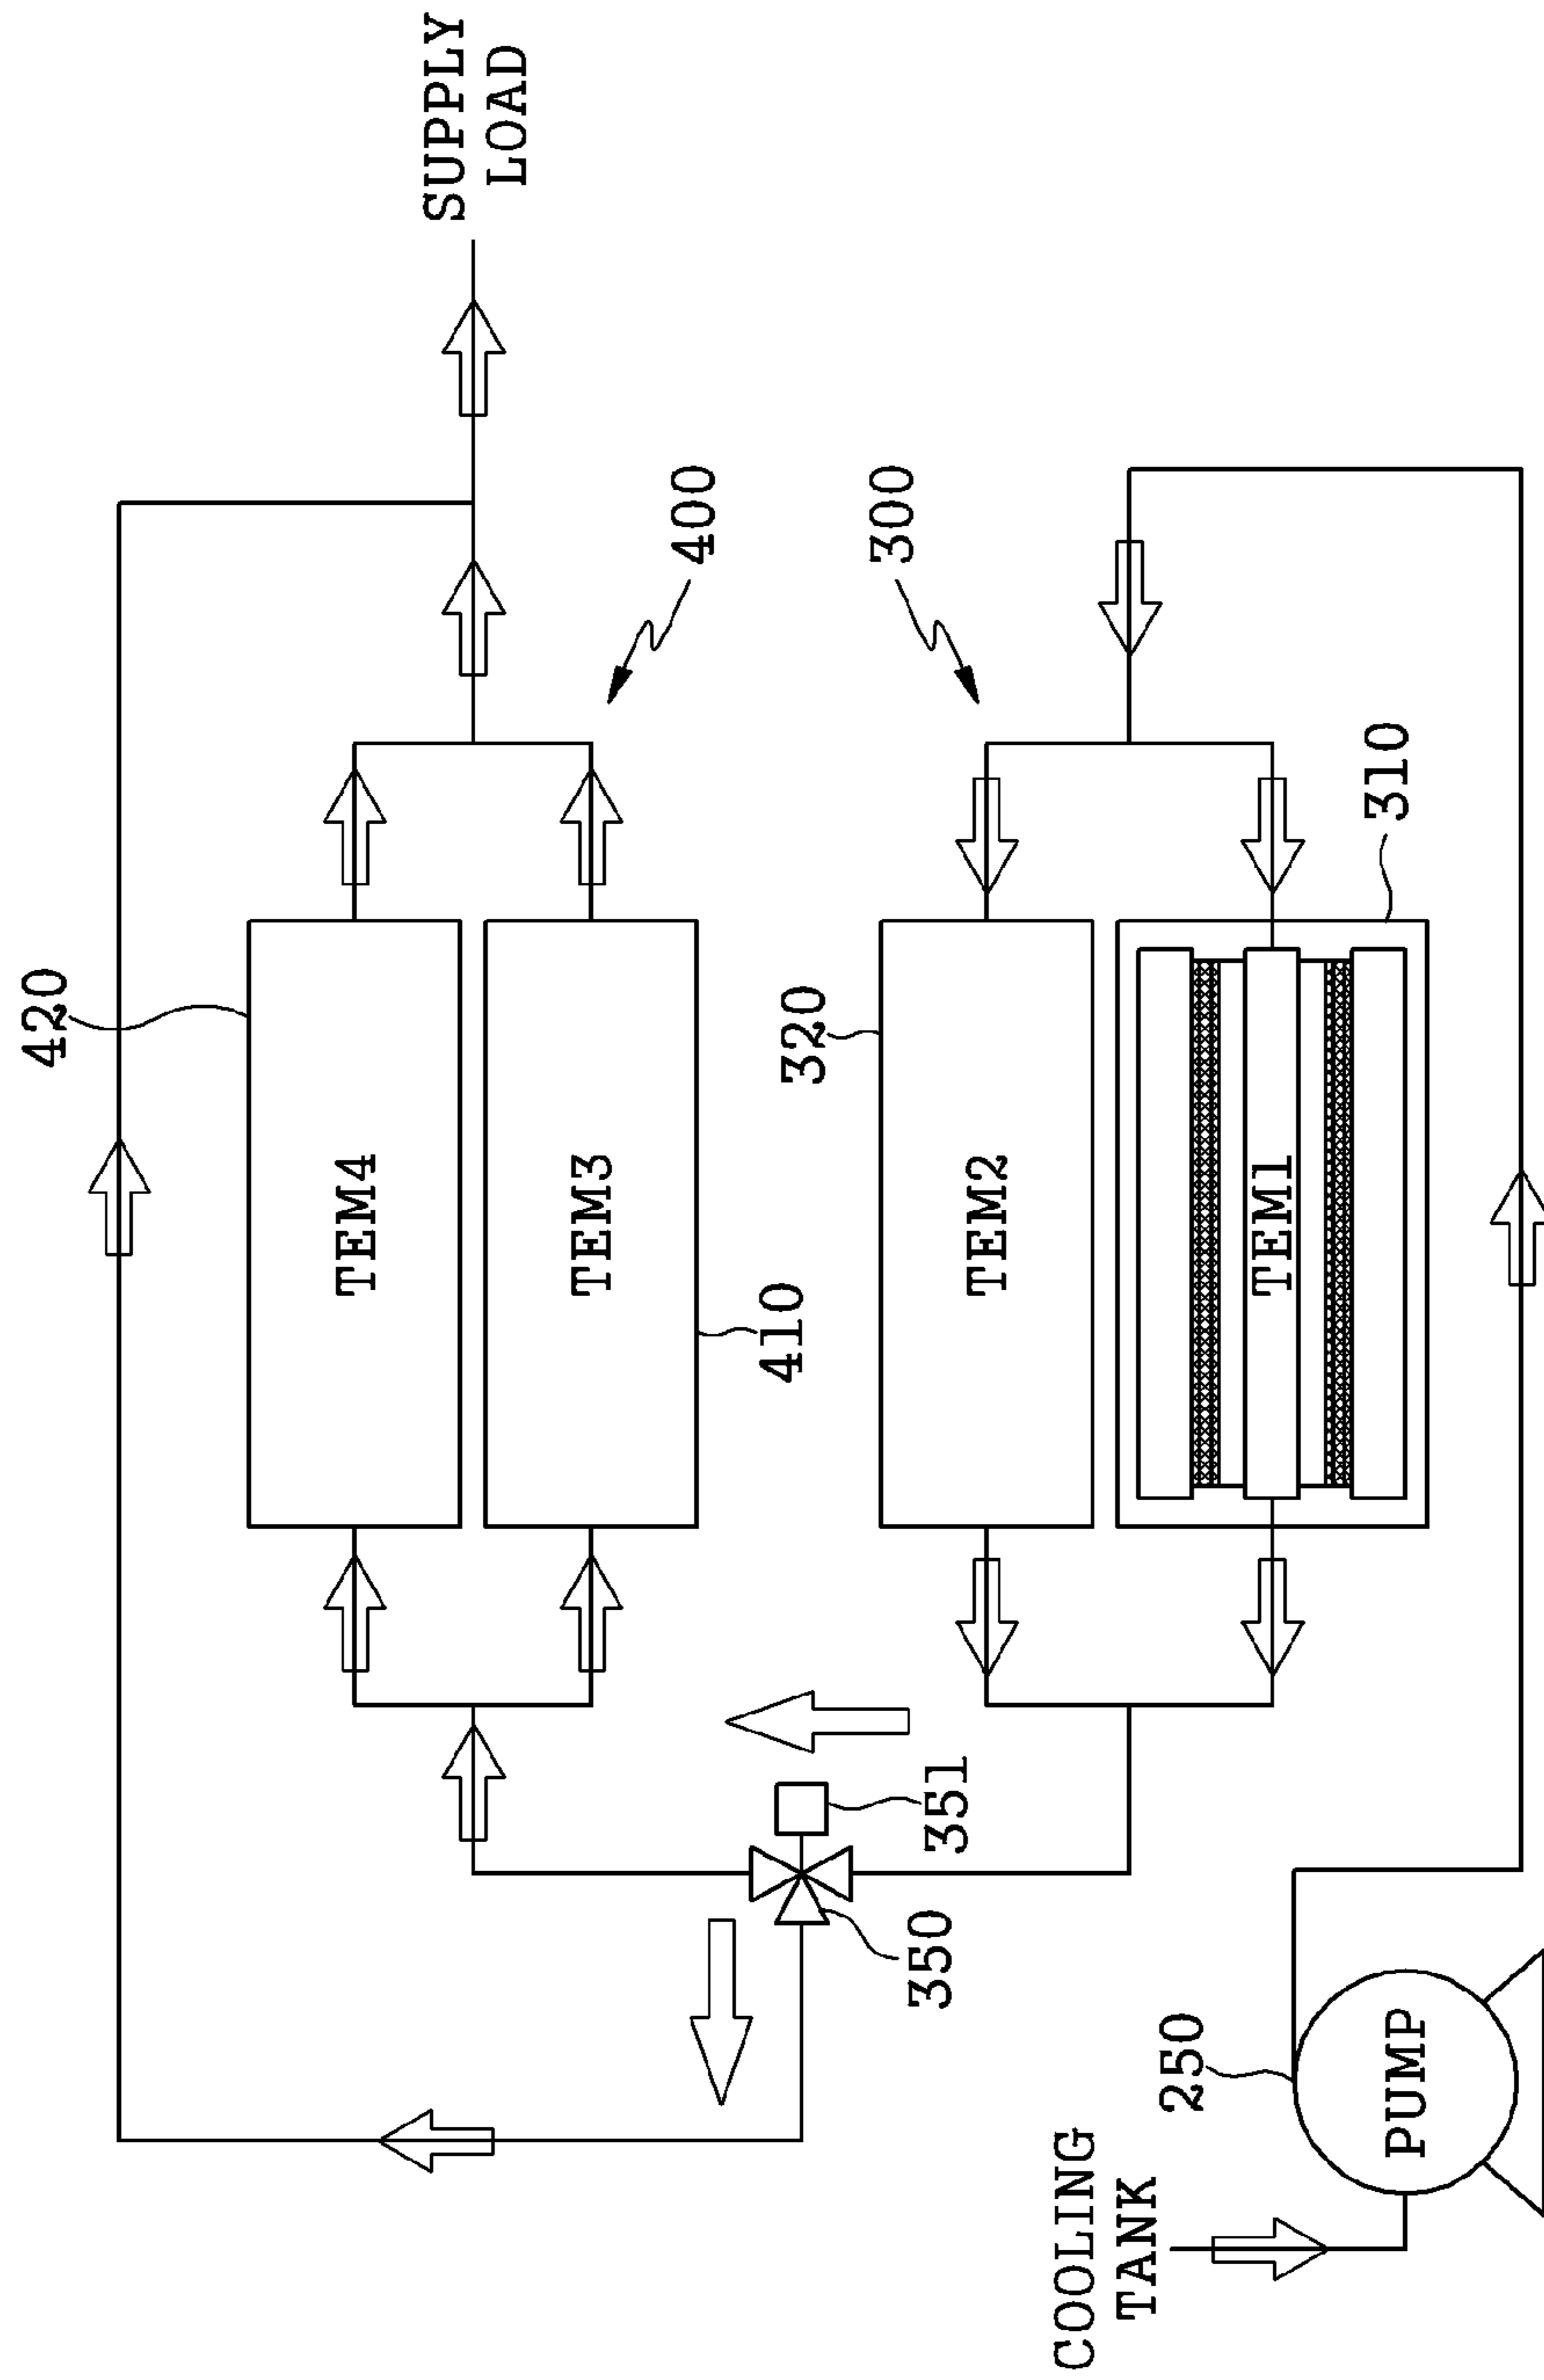 SUPPLY
LOAD
420
TEM4
TEM3
400
410
300
320
TEM2
TEM1
310
351
350
250
PUMP
COOLING
TANK